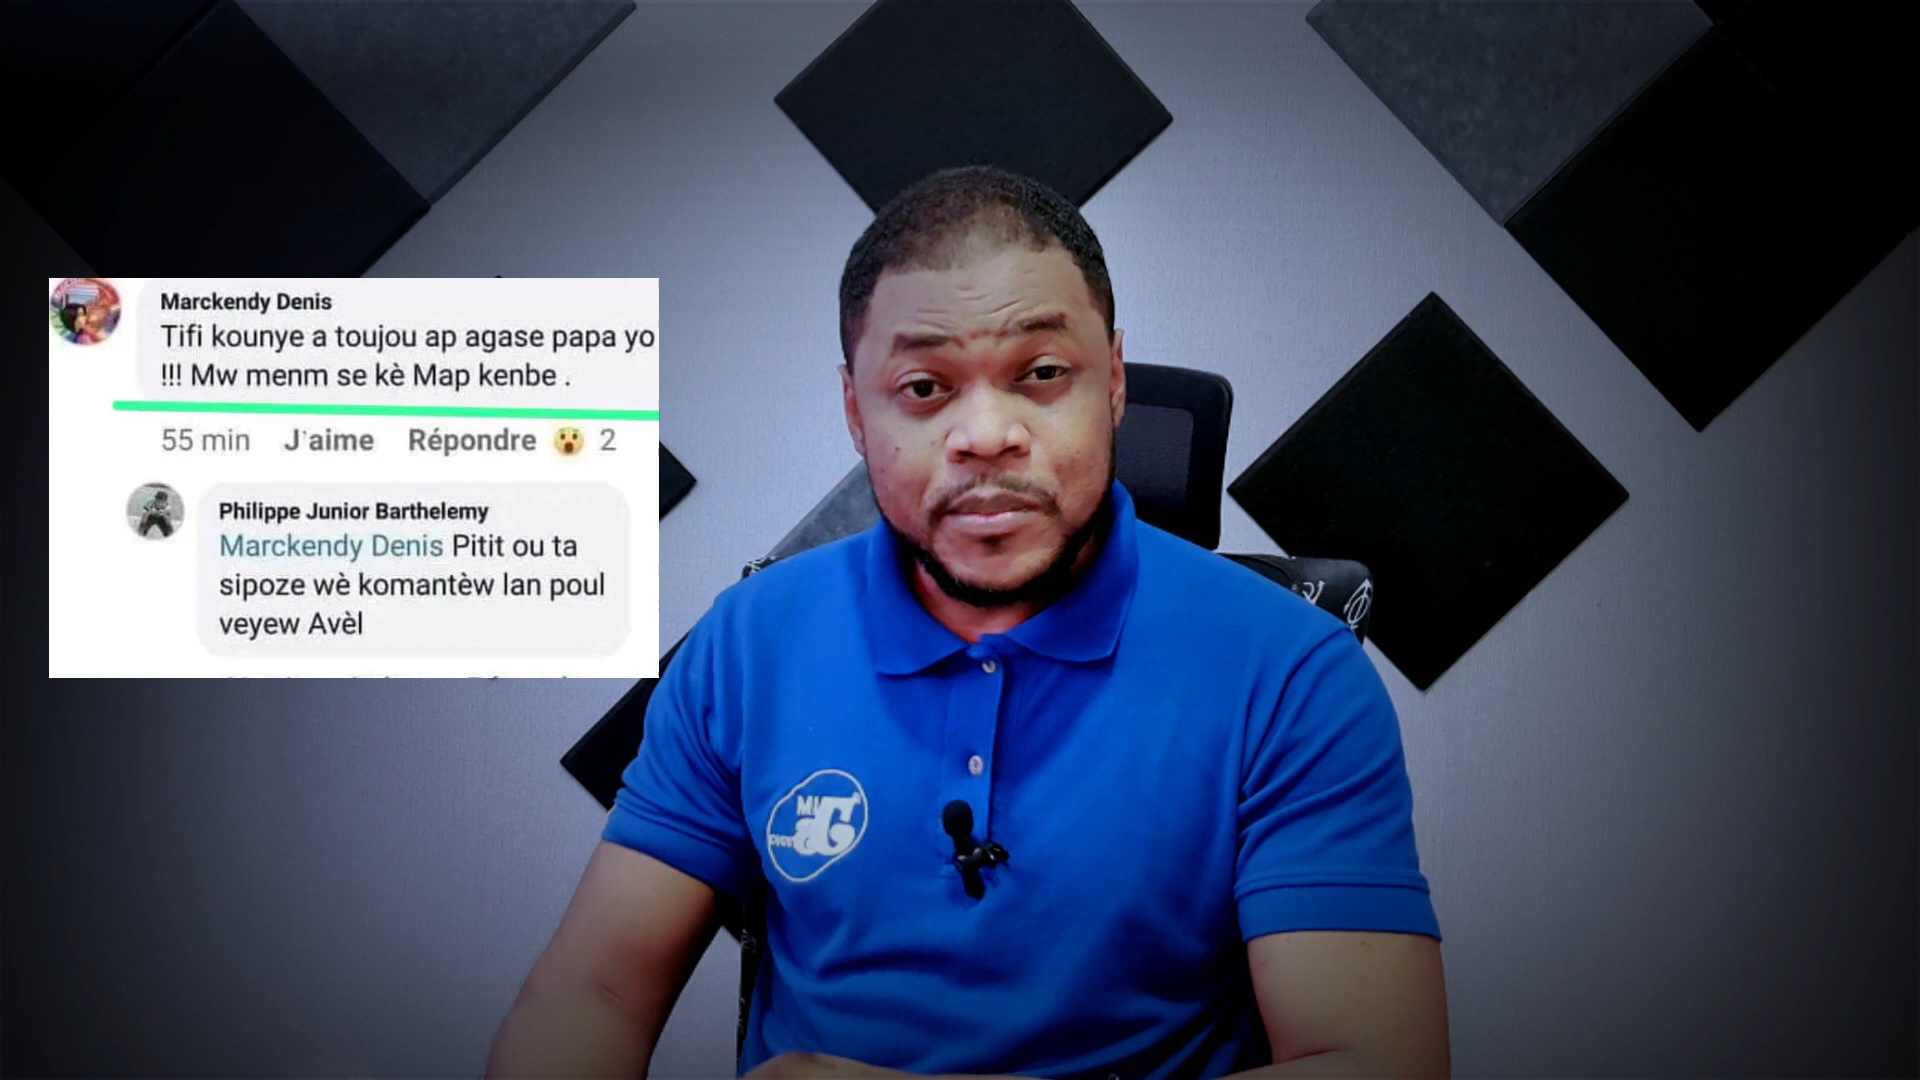 Marckendy Denis
Tifi kounye a toujou ap agase papa yo
!!! Mw menm se kè Map kenbe .
55 min J'aime Répondre 😮 2
Philippe Junior Barthelemy
Marckendy Denis Pitit ou ta
sipoze wè komantèw lan poul
veyew Avèl